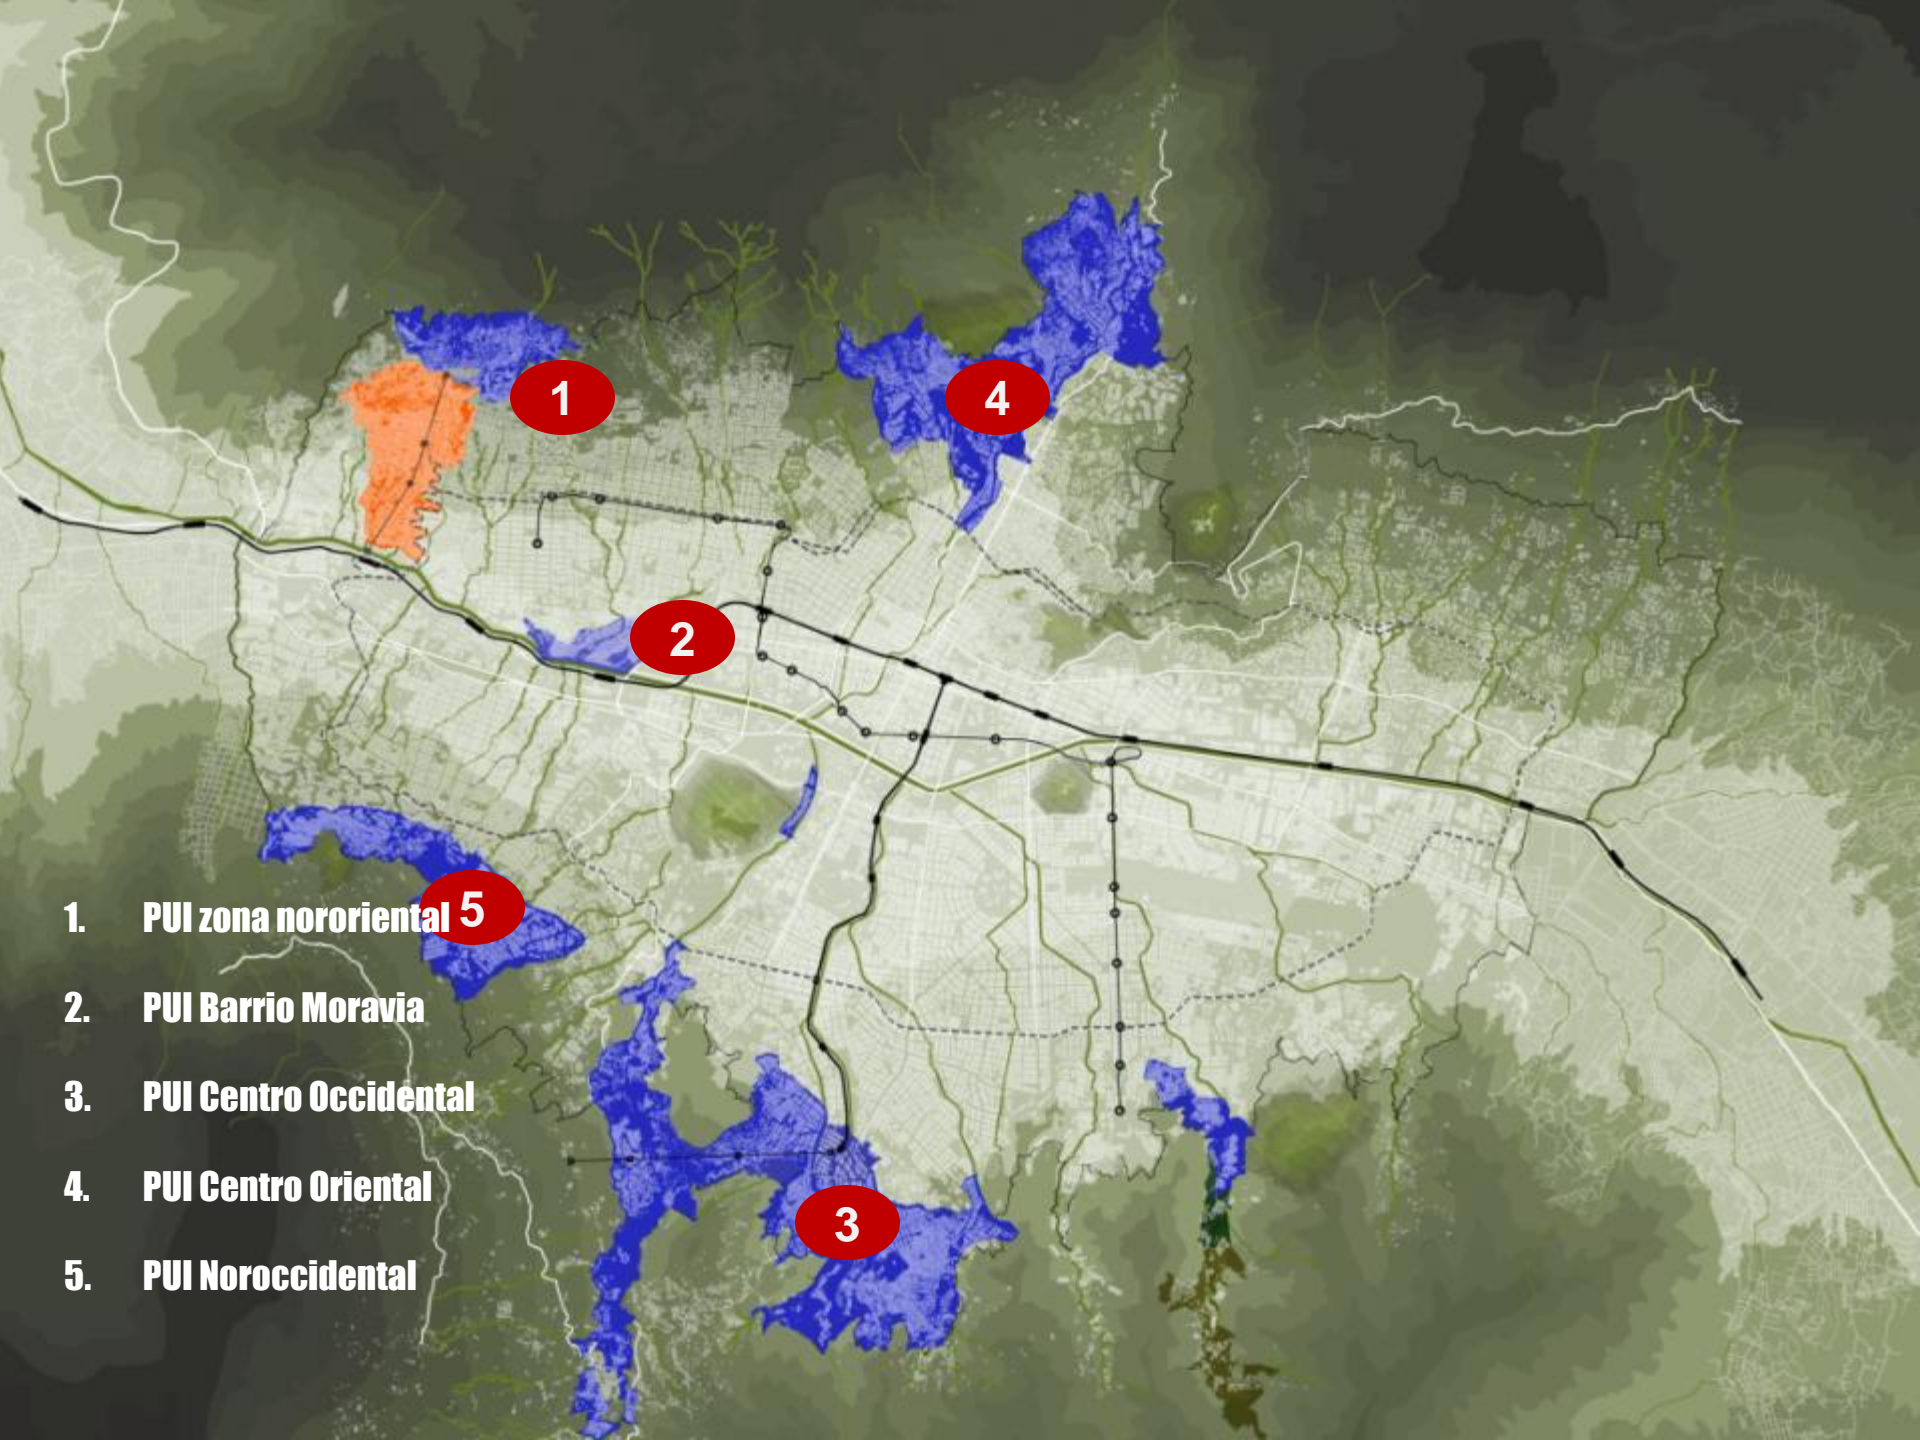 1
4
2
5
3
1. PUI zona nororiental
2. PUI Barrio Moravia
3. PUI Centro Occidental
4. PUI Centro Oriental
5. PUI Noroccidental